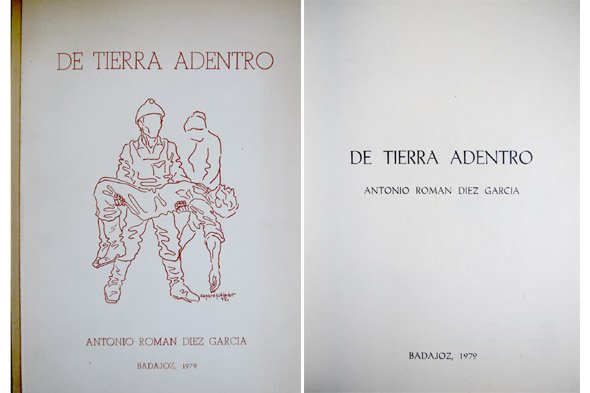 DE TIERRA ADENTRO
ANTONIO ROMAN DIEZ GARCIA
BADAJOZ, 1979
DE TIERRA ADENTRO
ANTONIO ROMAN DIEZ GARCIA
BADAJOZ, 1979